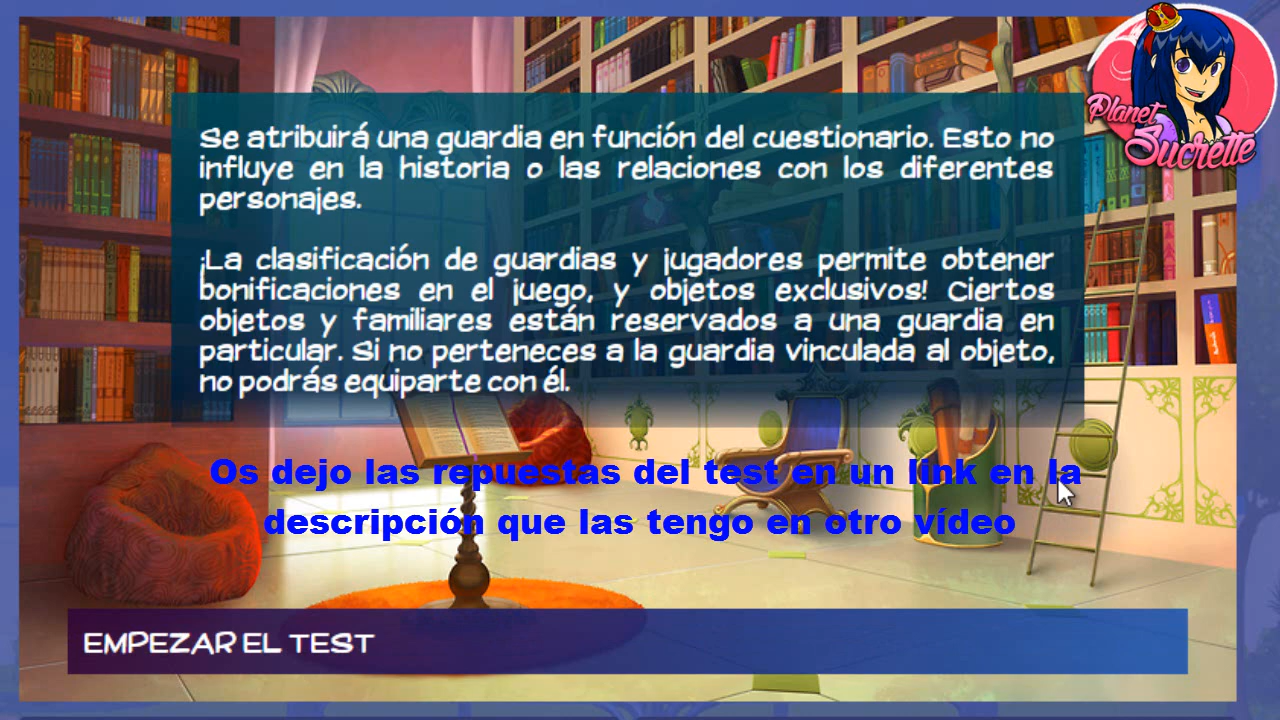 Planet
Sucrette
Se atribuirá una guardia en función del cuestionario. Esto no
influye en la historia o las relaciones con los diferentes
personajes.
¡La clasificación de guardias y jugadores permite obtener
bonificaciones en el juego, y objetos exclusivos! Ciertos
objetos y familiares están reservados a una guardia en
particular. Si no perteneces a la guardia vinculada al objeto,
no podrás equiparte con él.
Os dejo las repuestas del test en un link en la
descripción que las tengo en otro vídeo
EMPEZAR EL TEST